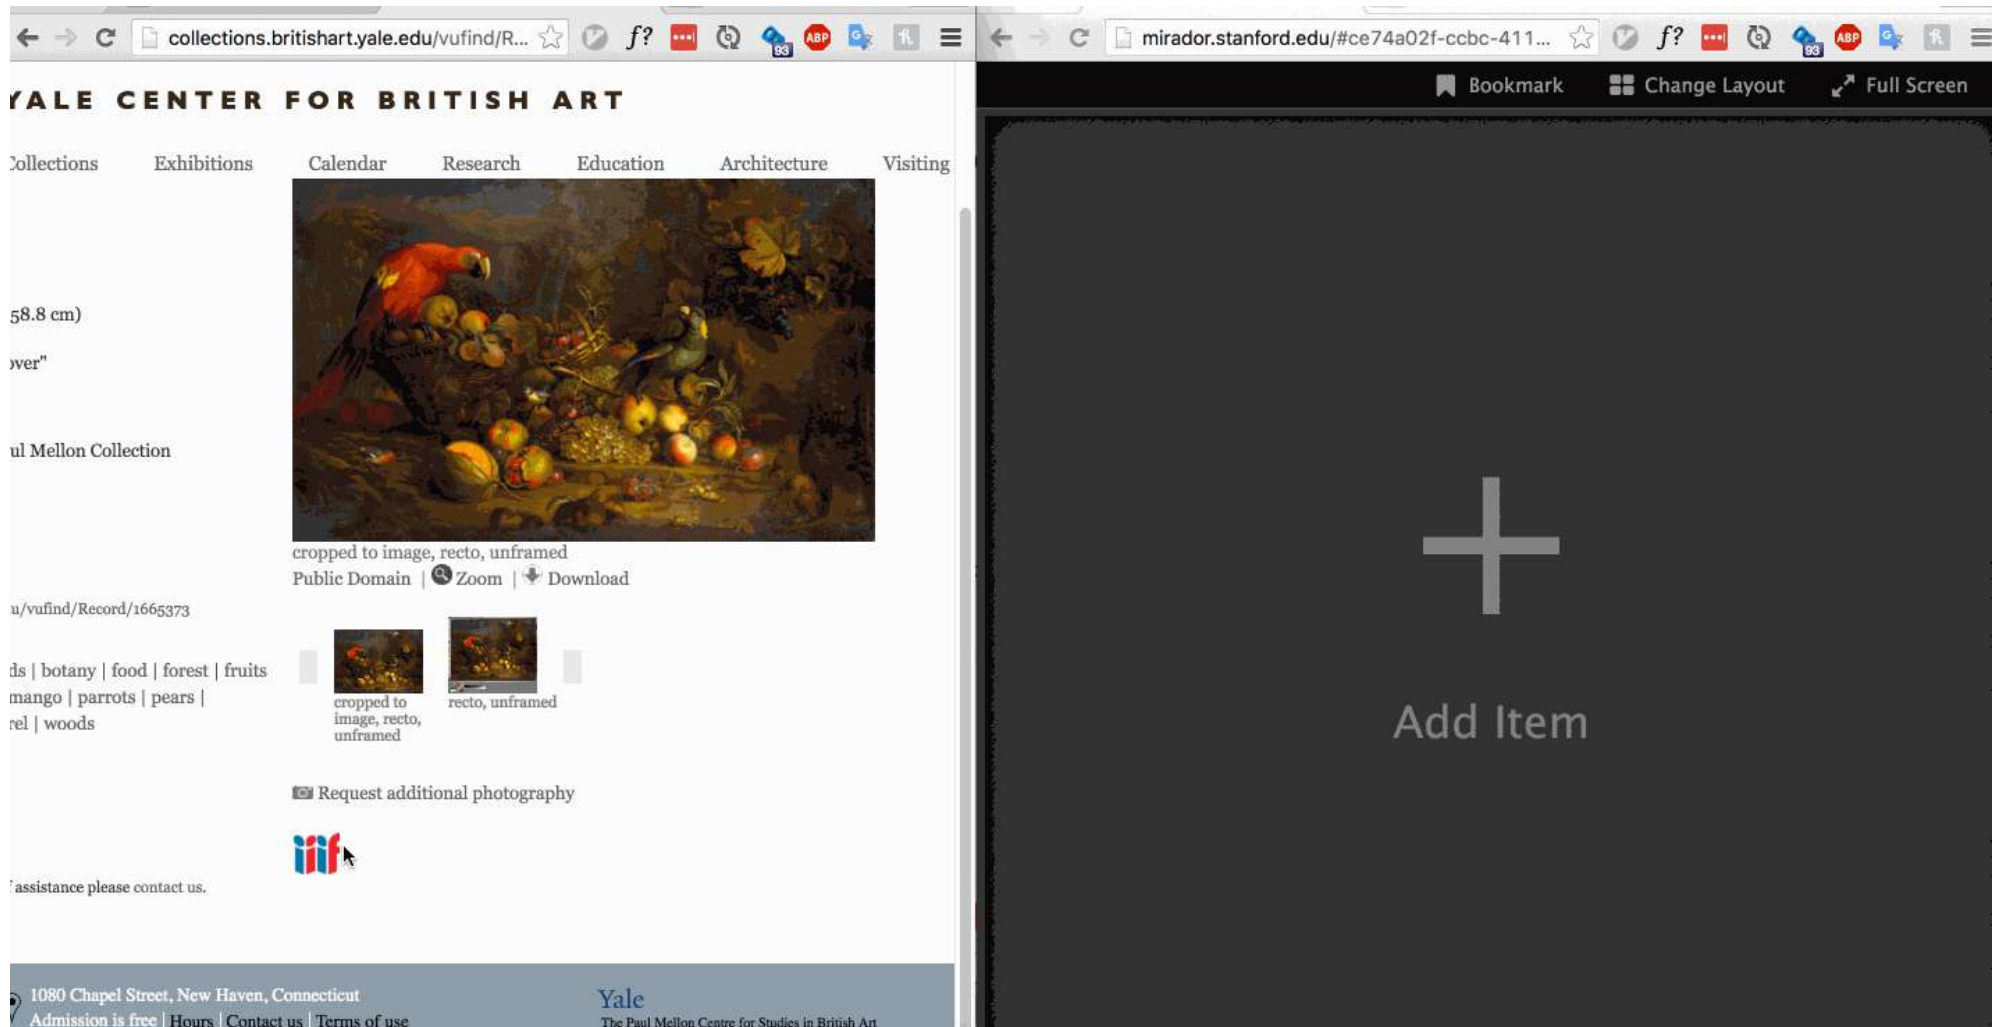 collections.britishart.yale.edu/vufind/R...
f?
93
ABP
YALE CENTER FOR BRITISH ART
Collections Exhibitions Calendar Research Education Architecture Visiting
58.8 cm)
over"
ul Mellon Collection
cropped to image, recto, unframed
Public Domain | Zoom | Download
u/vufind/Record/1665373
ds | botany | food | forest | fruits
mango | parrots | pears |
rel | woods
cropped to
image, recto,
unframed
recto, unframed
Request additional photography
iiif
assistance please contact us.
1080 Chapel Street, New Haven, Connecticut
Admission is free | Hours | Contact us | Terms of use
Yale
The Paul Mellon Centre for Studies in British Art
mirador.stanford.edu/#ce74a02f-ccbc-411...
f?
93
ABP
Bookmark Change Layout Full Screen
Add Item